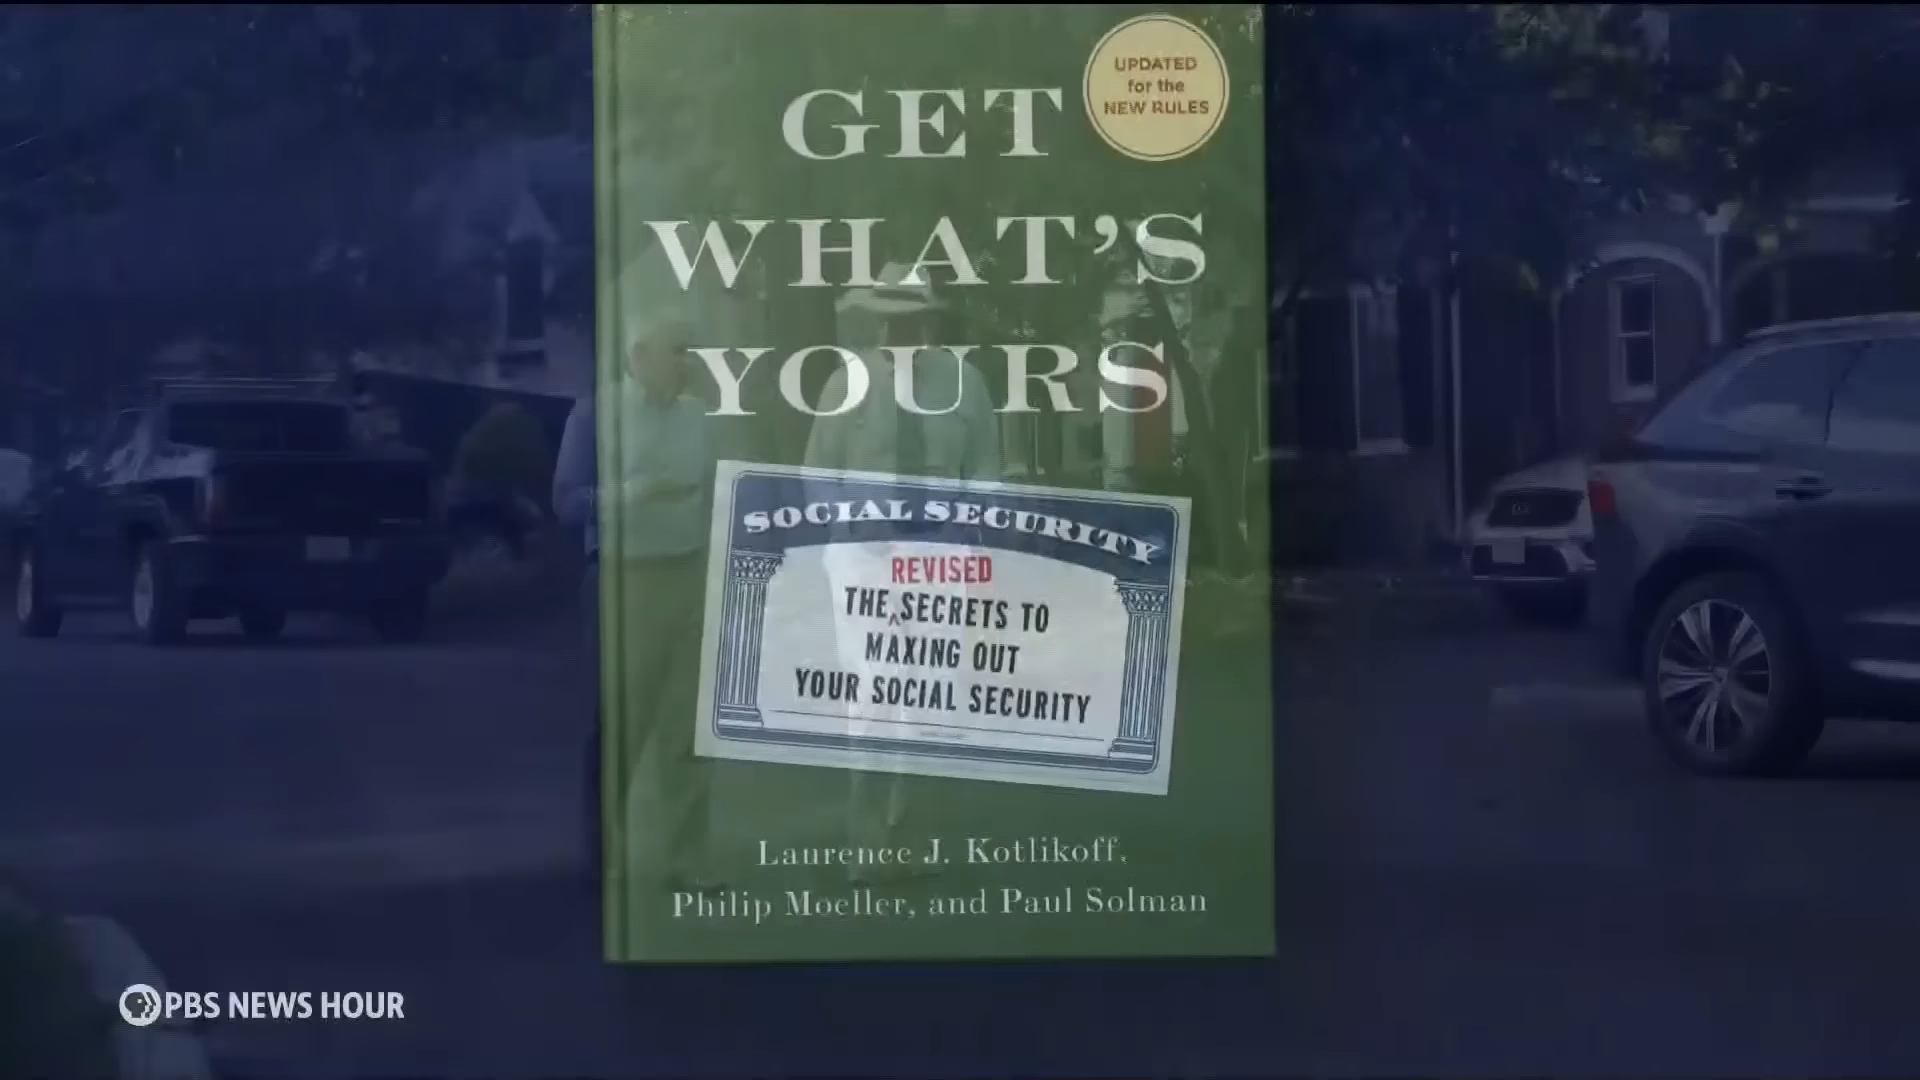 UPDATED
for the
NEW RULES
GET
WHAT'S
YOURS
SOCIAL SECURITY
REVISED
THE ^ SECRETS TO
MAXING OUT
YOUR SOCIAL SECURITY
Laurence J. Kotlikoff,
Philip Moeller, and Paul Solman
PBS NEWS HOUR